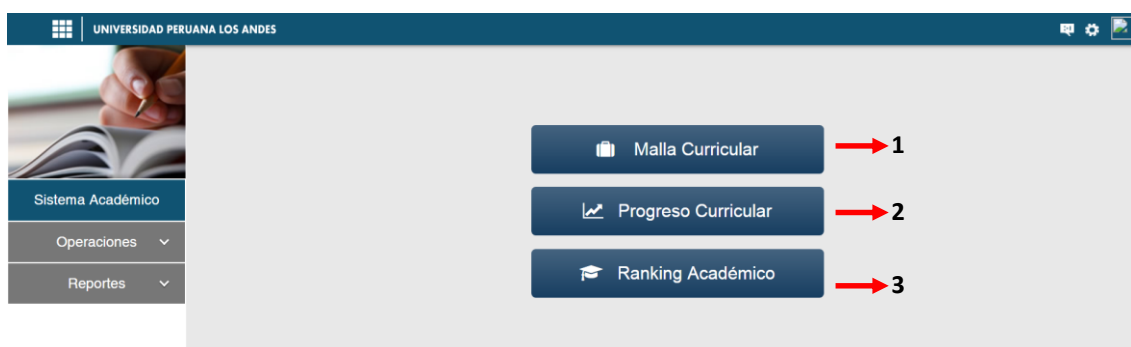 UNIVERSIDAD PERUANA LOS ANDES
Sistema Académico
Operaciones
Reportes
Malla Curricular
1
Progreso Curricular
2
Ranking Académico
3